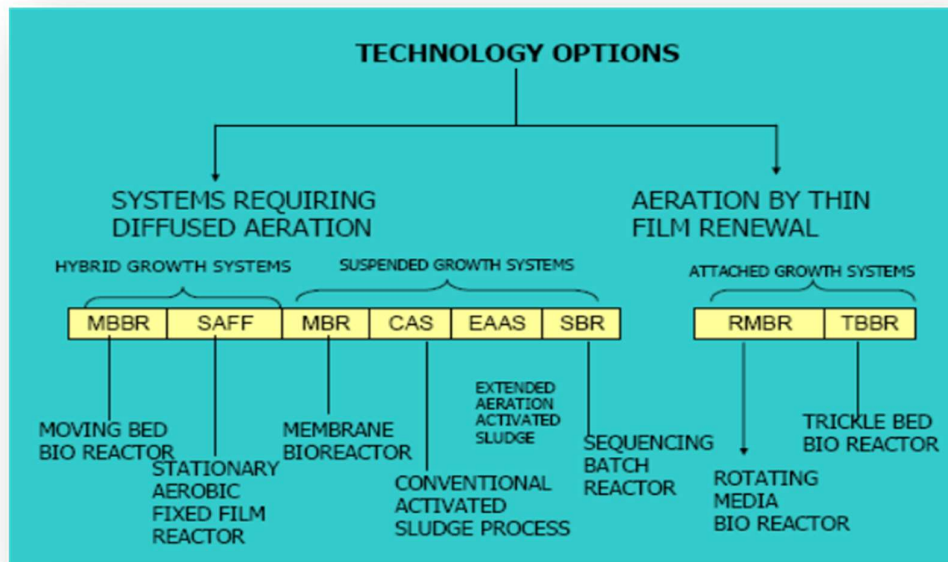 TECHNOLOGY OPTIONS
SYSTEMS REQUIRING
DIFFUSED AERATION
AERATION BY THIN
FILM RENEWAL
HYBRID GROWTH SYSTEMS
SUSPENDED GROWTH SYSTEMS
ATTACHED GROWTH SYSTEMS
MBBR
SAFF
MBR
CAS
EAAS
SBR
RMBR
TBBR
MOVING BED
BIO REACTOR
STATIONARY
AEROBIC
FIXED FILM
REACTOR
MEMBRANE
BIOREACTOR
CONVENTIONAL
ACTIVATED
SLUDGE PROCESS
EXTENDED
AERATION
ACTIVATED
SLUDGE
SEQUENCING
BATCH
REACTOR
ROTATING
MEDIA
BIO REACTOR
TRICKLE BED
BIO REACTOR